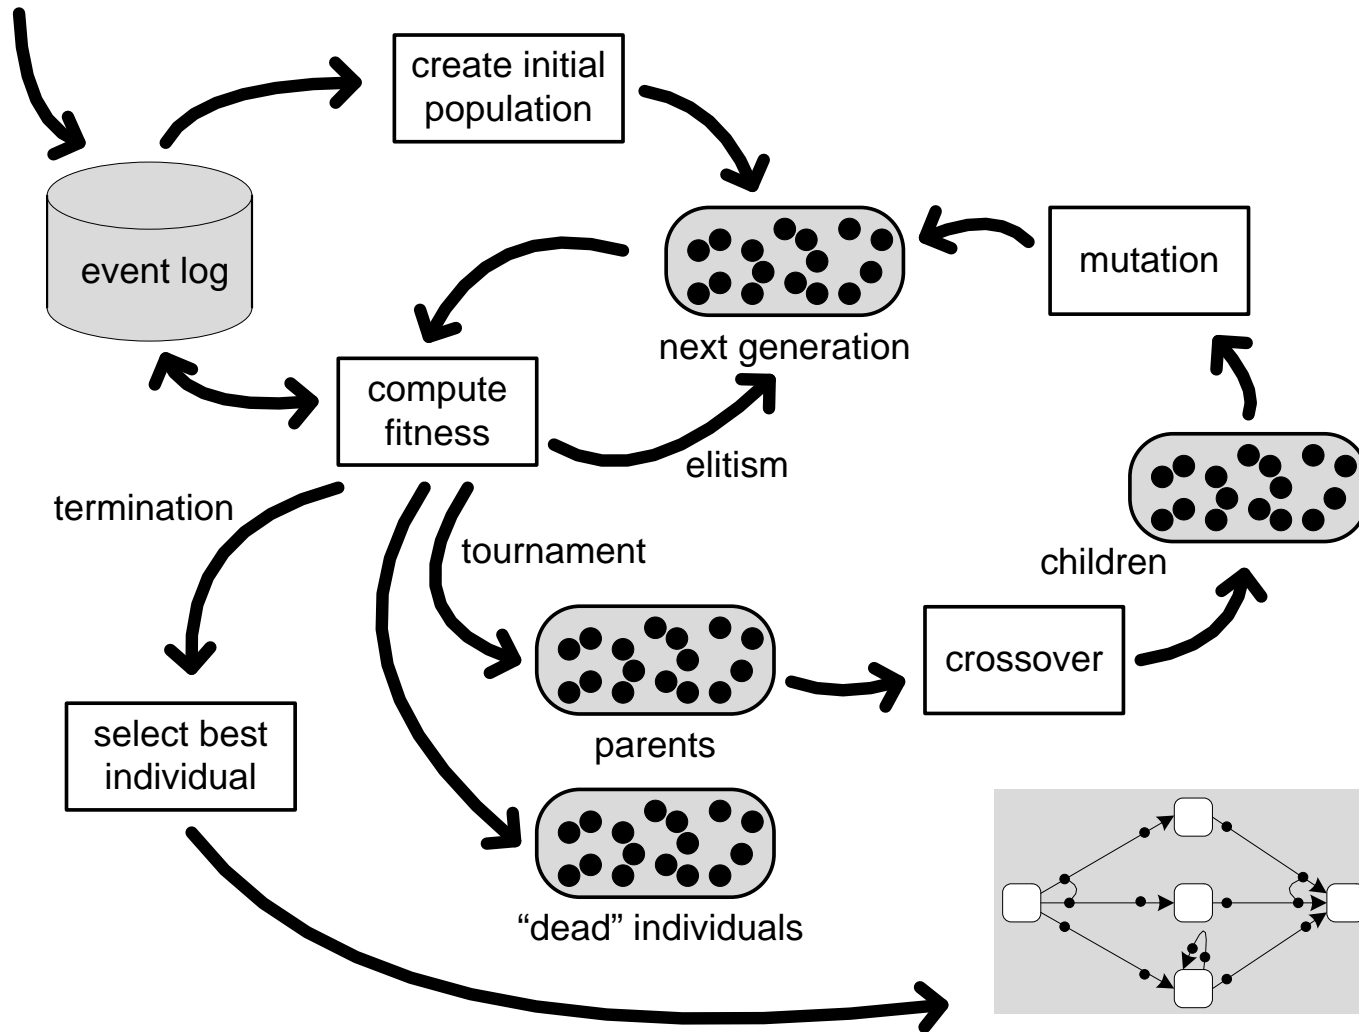 create initial
population
event log
mutation
next generation
compute
fitness
elitism
termination
tournament
children
crossover
parents
select best
individual
“dead” individuals